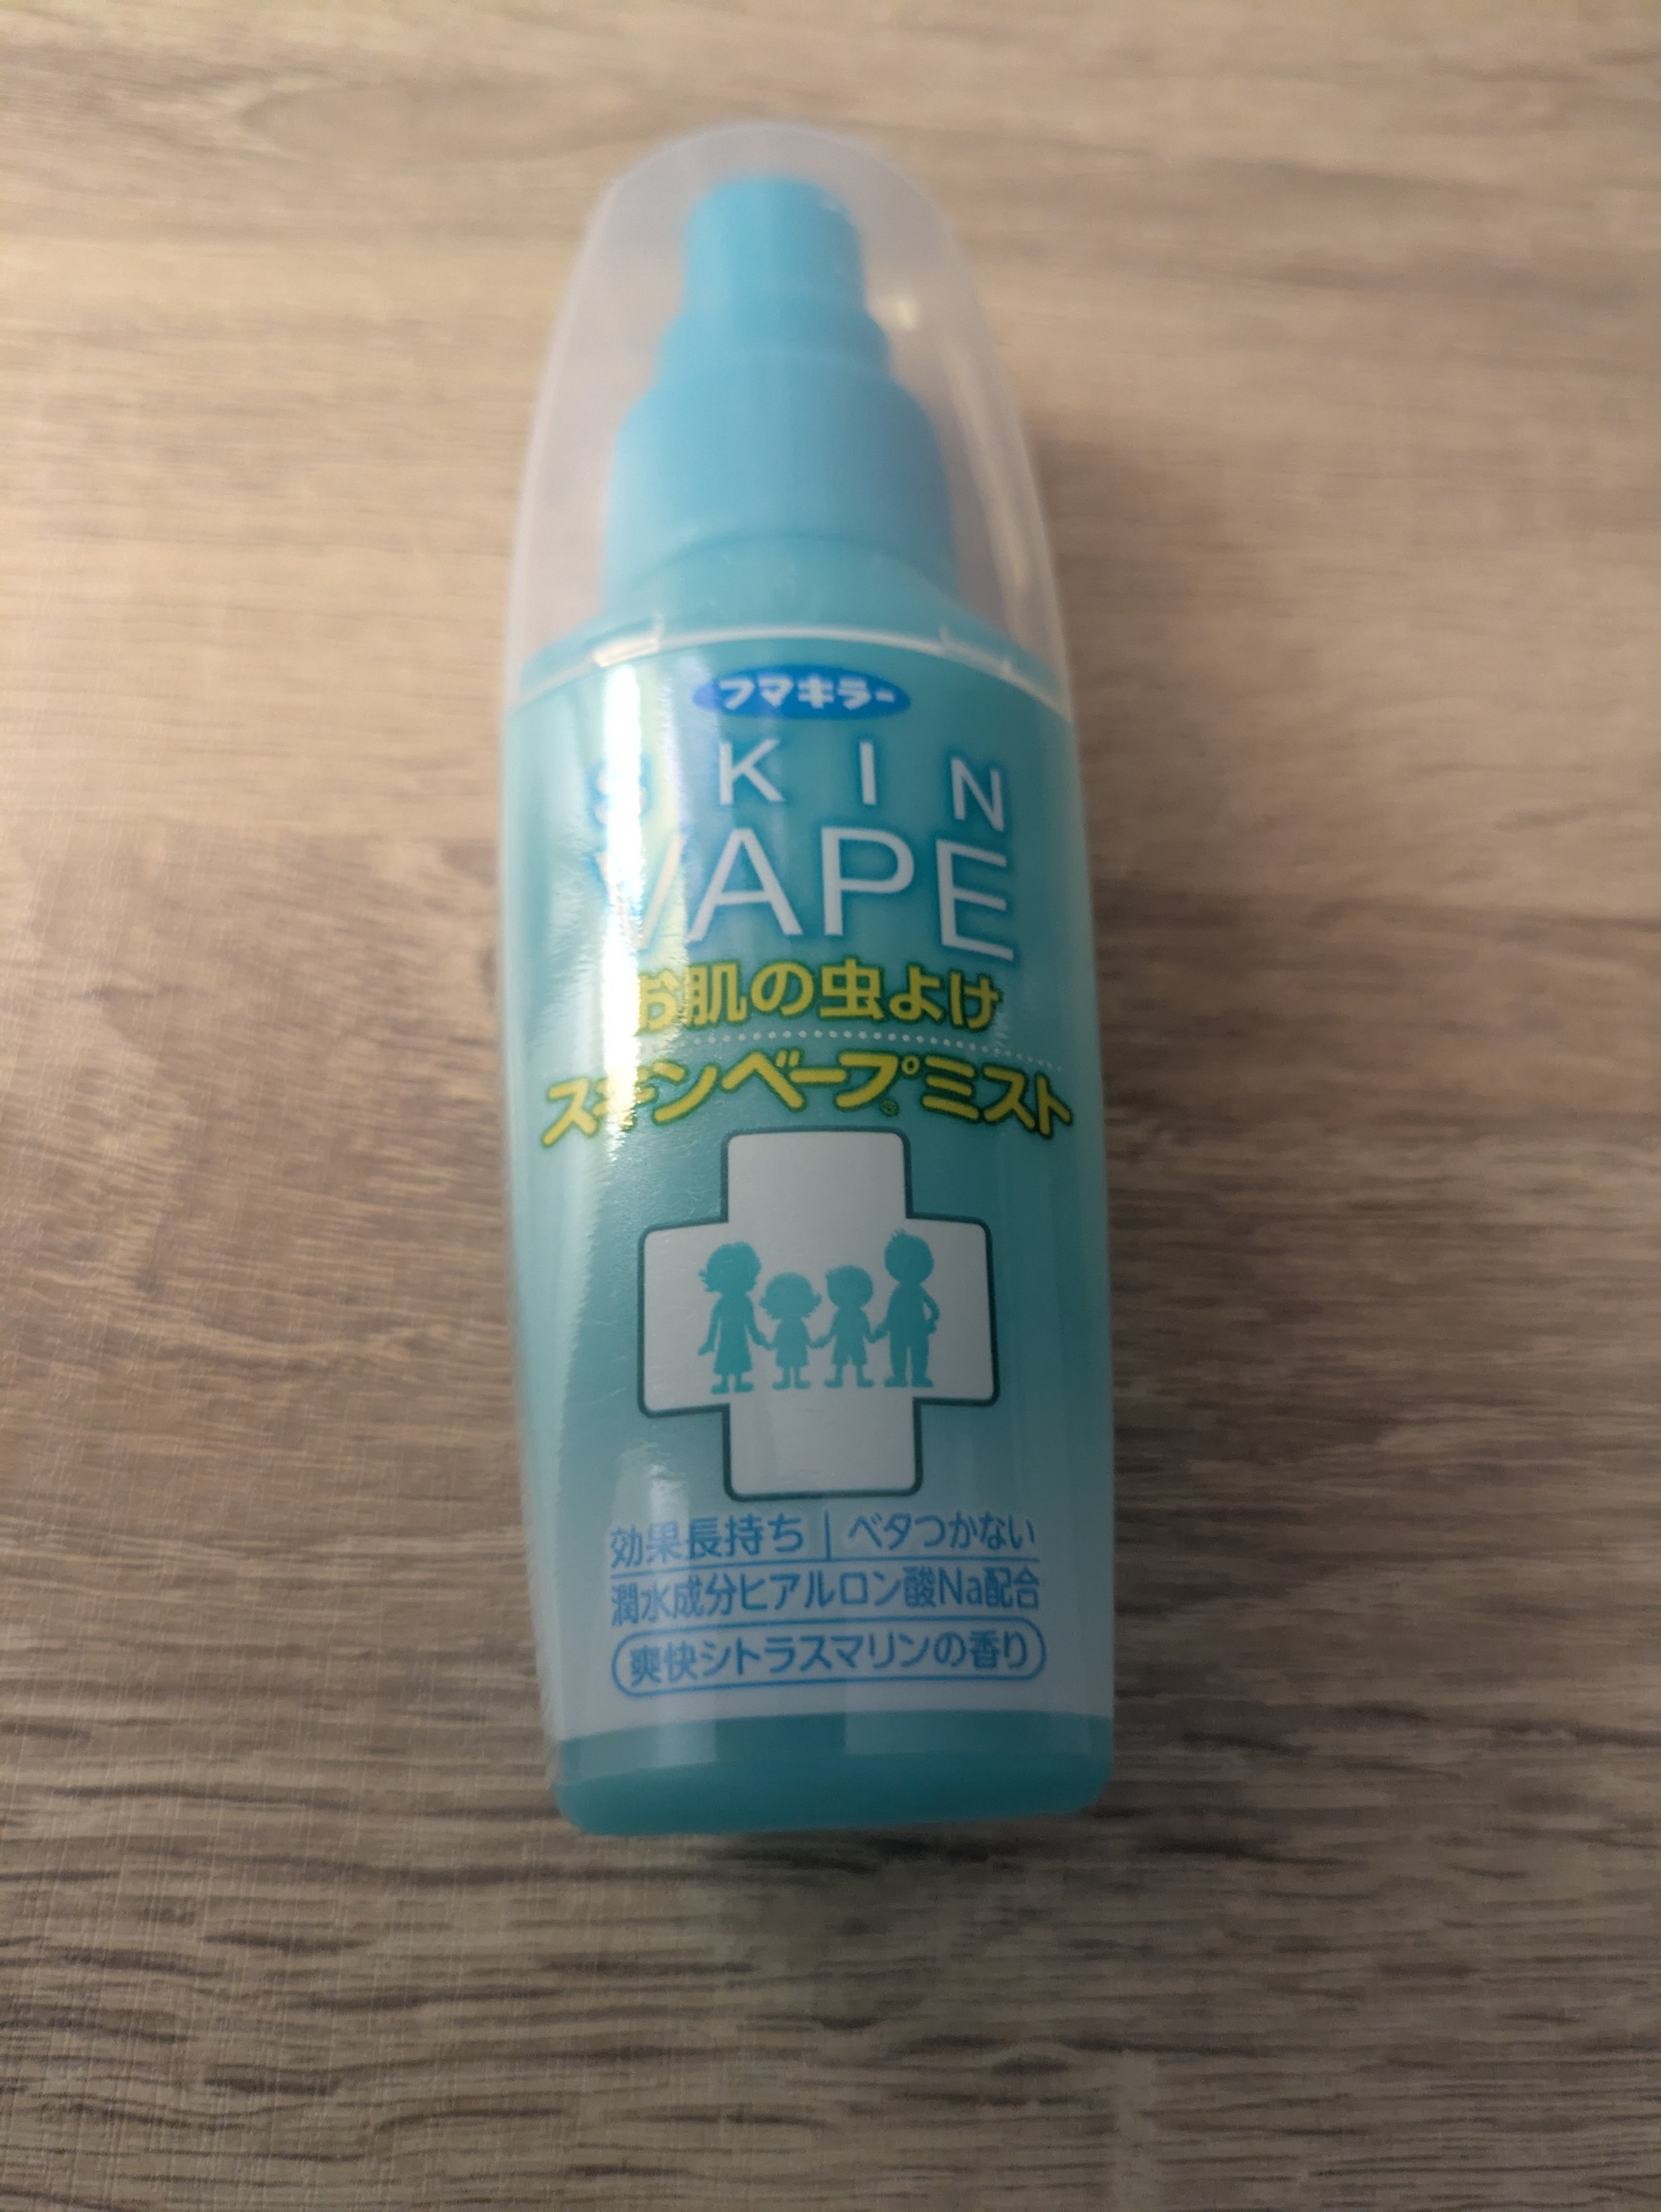 フマキラー
SKIN
VAPE
お肌の虫よけ
スキンベープ®ミスト
効果長持ち｜ベタつかない
潤水成分ヒアルロン酸Na配合
爽快シトラスマリンの香り